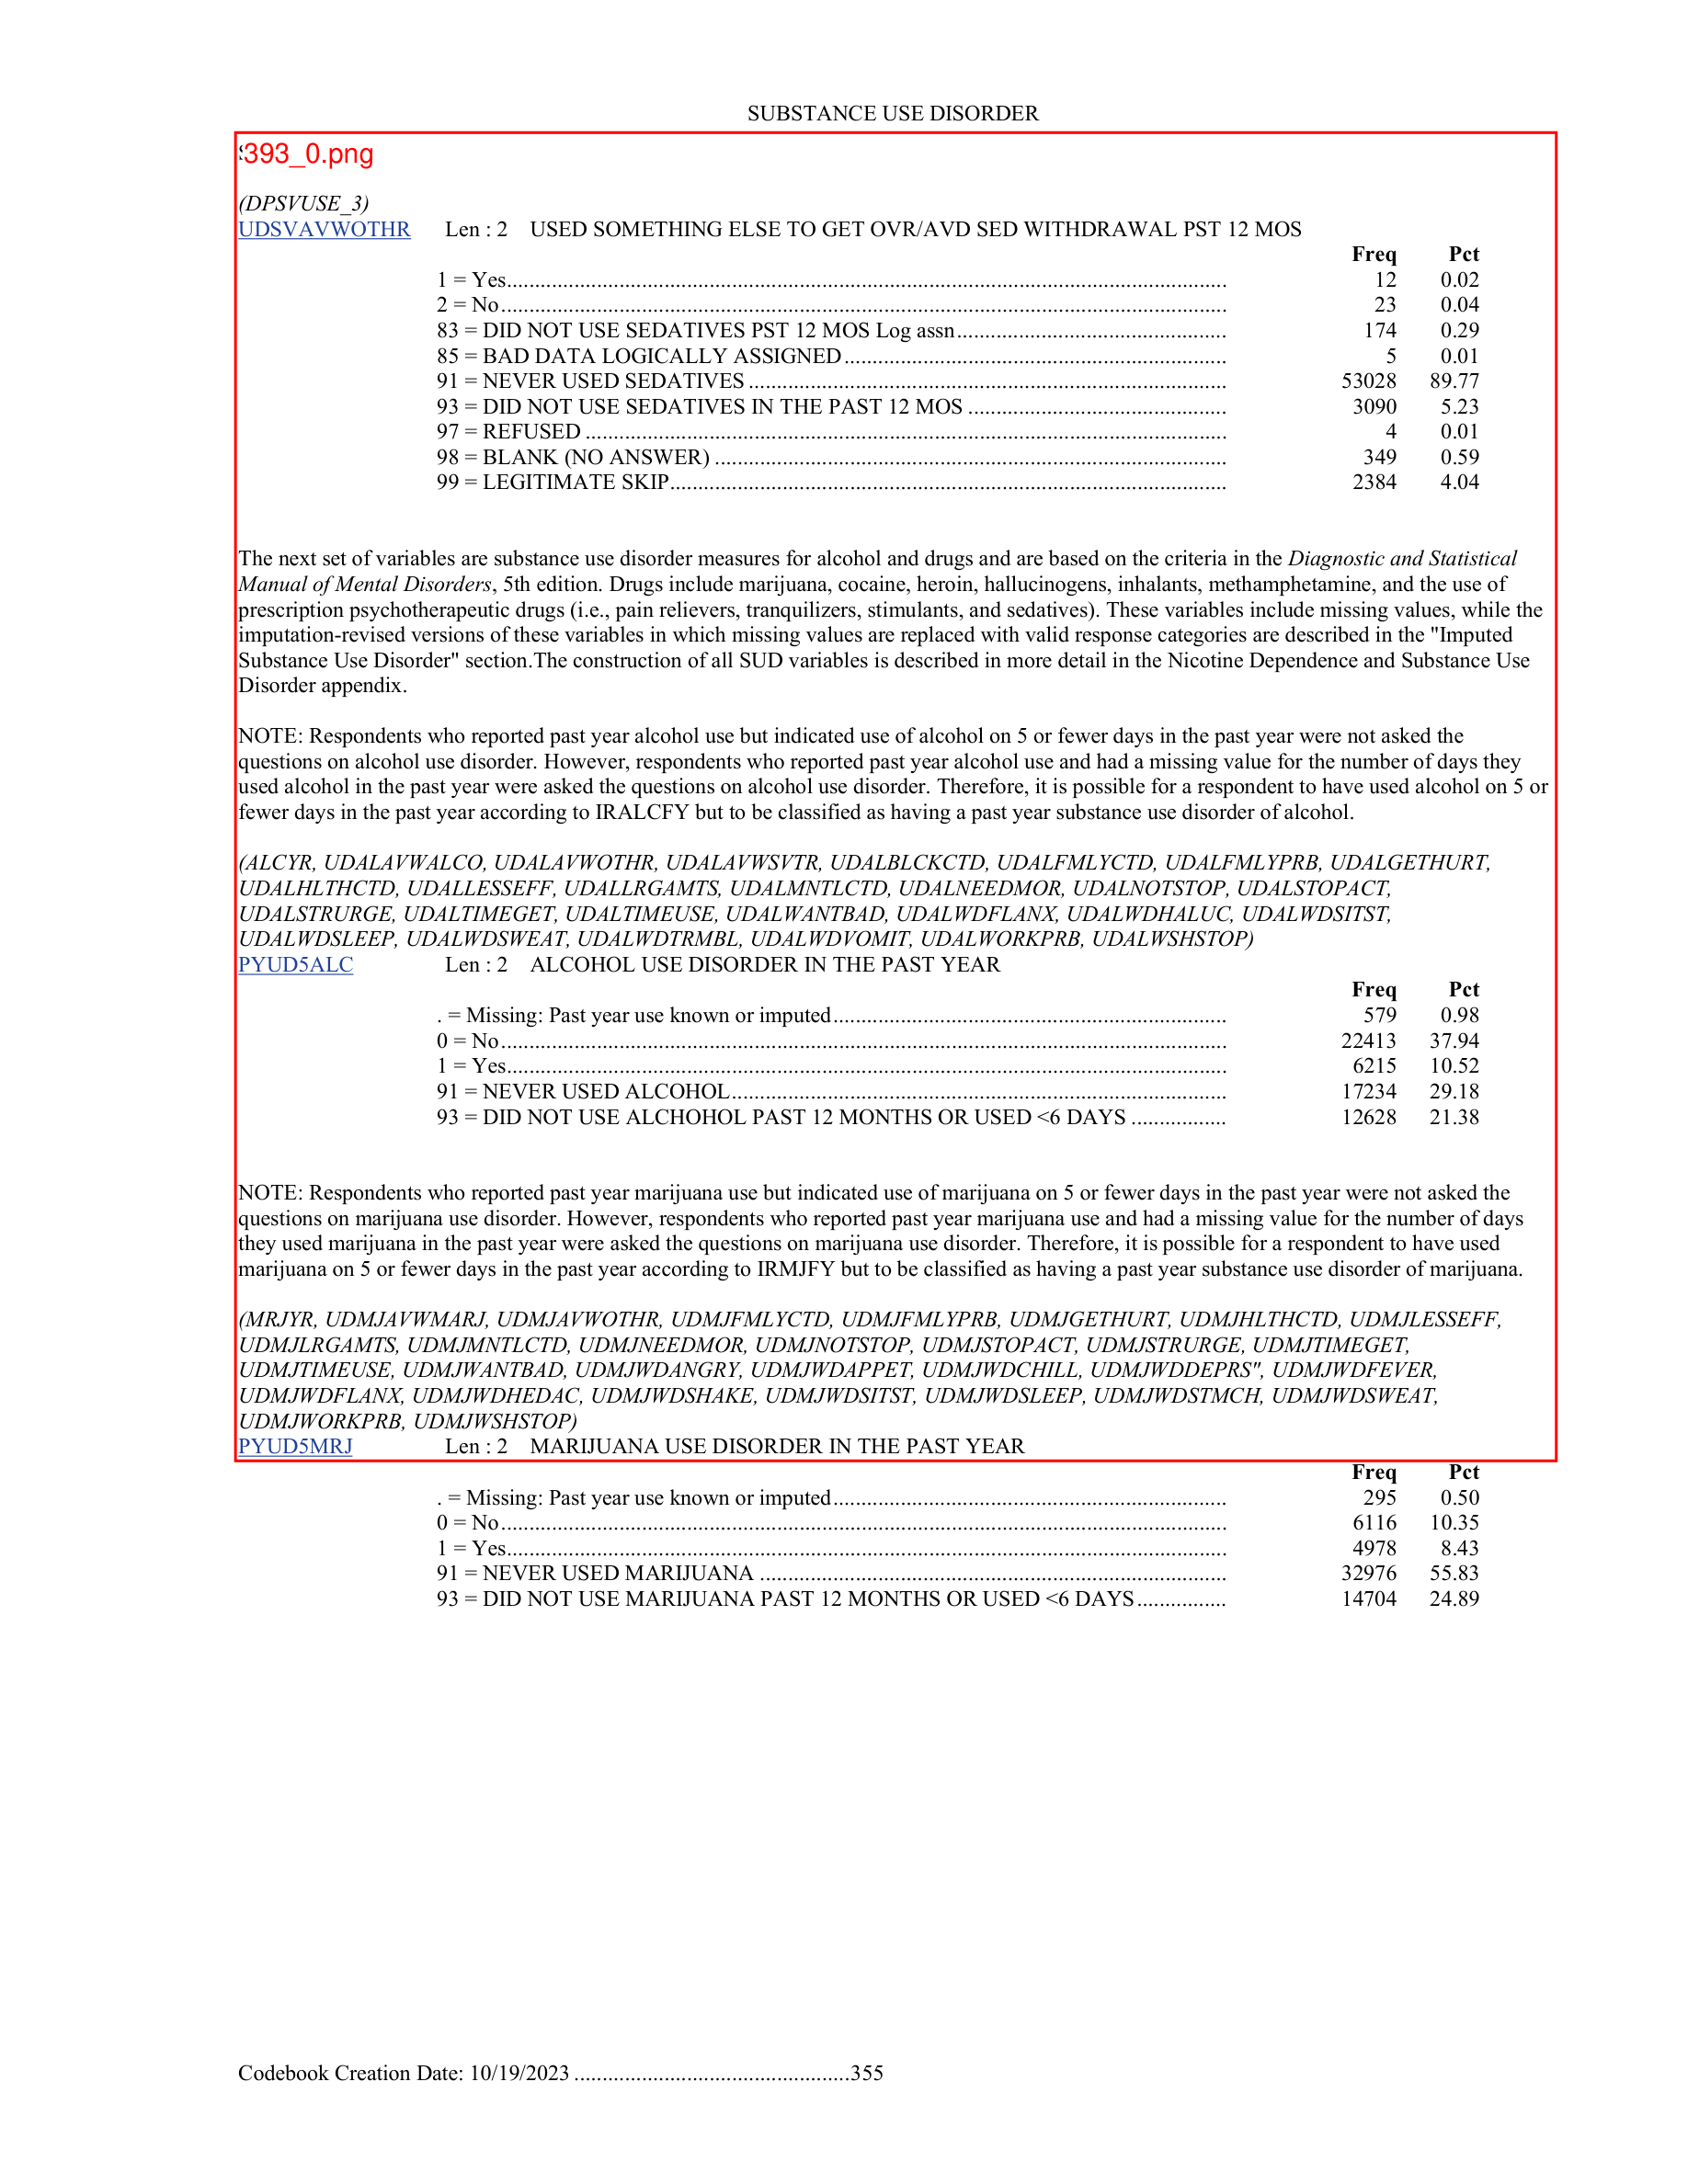 SUBSTANCE USE DISORDER
393_0.png
(DPSVUSE_3)
UDSVAVWOTHR Len : 2 USED SOMETHING ELSE TO GET OVR/AVD SED WITHDRAWAL PST 12 MOS
Freq Pct
1 = Yes.......... 12 0.02
2 = No.......... 23 0.04
83 = DID NOT USE SEDATIVES PST 12 MOS Log assn.......... 174 0.29
85 = BAD DATA LOGICALLY ASSIGNED.......... 5 0.01
91 = NEVER USED SEDATIVES.......... 53028 89.77
93 = DID NOT USE SEDATIVES IN THE PAST 12 MOS.......... 3090 5.23
97 = REFUSED.......... 4 0.01
98 = BLANK (NO ANSWER).......... 349 0.59
99 = LEGITIMATE SKIP.......... 2384 4.04
The next set of variables are substance use disorder measures for alcohol and drugs and are based on the criteria in the Diagnostic and Statistical
Manual of Mental Disorders, 5th edition. Drugs include marijuana, cocaine, heroin, hallucinogens, inhalants, methamphetamine, and the use of
prescription psychotherapeutic drugs (i.e., pain relievers, tranquilizers, stimulants, and sedatives). These variables include missing values, while the
imputation-revised versions of these variables in which missing values are replaced with valid response categories are described in the "Imputed
Substance Use Disorder" section.The construction of all SUD variables is described in more detail in the Nicotine Dependence and Substance Use
Disorder appendix.
NOTE: Respondents who reported past year alcohol use but indicated use of alcohol on 5 or fewer days in the past year were not asked the
questions on alcohol use disorder. However, respondents who reported past year alcohol use and had a missing value for the number of days they
used alcohol in the past year were asked the questions on alcohol use disorder. Therefore, it is possible for a respondent to have used alcohol on 5 or
fewer days in the past year according to IRALCFY but to be classified as having a past year substance use disorder of alcohol.
(ALCYR, UDALAVWALCO, UDALAVWOTHR, UDALAVWSVTR, UDALBLCKCTD, UDALFMLYCTD, UDALFMLYPRB, UDALGETHURT,
UDALHLTHCTD, UDALLESSEFF, UDALLRGAMTS, UDALMNTLCTD, UDALNEEDMOR, UDALNOTSTOP, UDALSTOPACT,
UDALSTRURGE, UDALTIMEGET, UDALTIMEUSE, UDALWANTBAD, UDALWDFLANX, UDALWDHALUC, UDALWDSITST,
UDALWDSLEEP, UDALWDSWEAT, UDALWDTRMBL, UDALWDVOMIT, UDALWORKPRB, UDALWSHSTOP)
PYUD5ALC Len : 2 ALCOHOL USE DISORDER IN THE PAST YEAR
Freq Pct
. = Missing: Past year use known or imputed.......... 579 0.98
0 = No.......... 22413 37.94
1 = Yes.......... 6215 10.52
91 = NEVER USED ALCOHOL.......... 17234 29.18
93 = DID NOT USE ALCHOHOL PAST 12 MONTHS OR USED <6 DAYS.......... 12628 21.38
NOTE: Respondents who reported past year marijuana use but indicated use of marijuana on 5 or fewer days in the past year were not asked the
questions on marijuana use disorder. However, respondents who reported past year marijuana use and had a missing value for the number of days
they used marijuana in the past year were asked the questions on marijuana use disorder. Therefore, it is possible for a respondent to have used
marijuana on 5 or fewer days in the past year according to IRMJFY but to be classified as having a past year substance use disorder of marijuana.
(MRJYR, UDMJAVWMARJ, UDMJAVWOTHR, UDMJFMLYCTD, UDMJFMLYPRB, UDMJGETHURT, UDMJHLTHCTD, UDMJLESSEFF,
UDMJLRGAMTS, UDMJMNTLCTD, UDMJNEEDMOR, UDMJNOTSTOP, UDMJSTOPACT, UDMJSTRURGE, UDMJTIMEGET,
UDMJTIMEUSE, UDMJWANTBAD, UDMJWDANGRY, UDMJWDAPPET, UDMJWDCHILL, UDMJWDDEPRS", UDMJWDFEVER,
UDMJWDFLANX, UDMJWDHEDAC, UDMJWDSHAKE, UDMJWDSITST, UDMJWDSLEEP, UDMJWDSTMCH, UDMJWDSWEAT,
UDMJWORKPRB, UDMJWSHSTOP)
PYUD5MRJ Len : 2 MARIJUANA USE DISORDER IN THE PAST YEAR
Freq Pct
. = Missing: Past year use known or imputed.......... 295 0.50
0 = No.......... 6116 10.35
1 = Yes.......... 4978 8.43
91 = NEVER USED MARIJUANA.......... 32976 55.83
93 = DID NOT USE MARIJUANA PAST 12 MONTHS OR USED <6 DAYS.......... 14704 24.89
Codebook Creation Date: 10/19/2023..........355